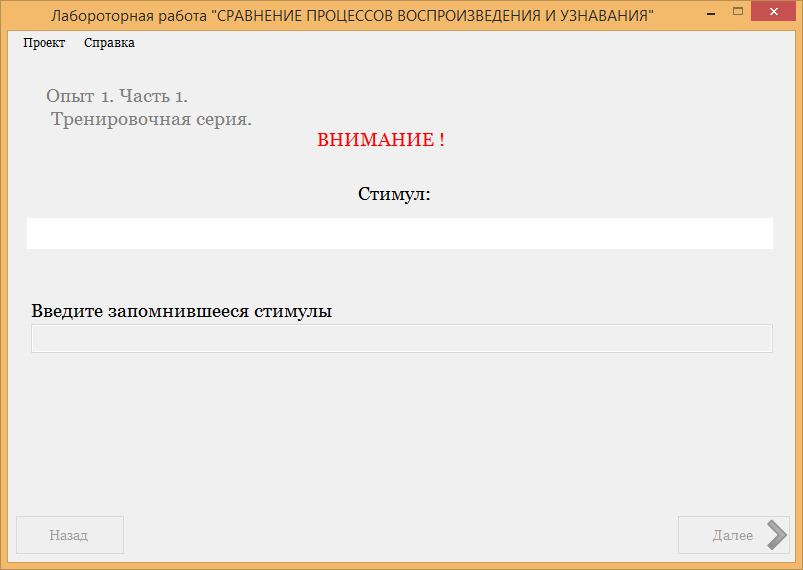 Лабороторная работа "СРАВНЕНИЕ ПРОЦЕССОВ ВОСПРОИЗВЕДЕНИЯ И УЗНАВАНИЯ"
Проект Справка
Опыт 1. Часть 1.
Тренировочная серия.
ВНИМАНИЕ !
Стимул:
Введите запомнившееся стимулы
Назад
Далее